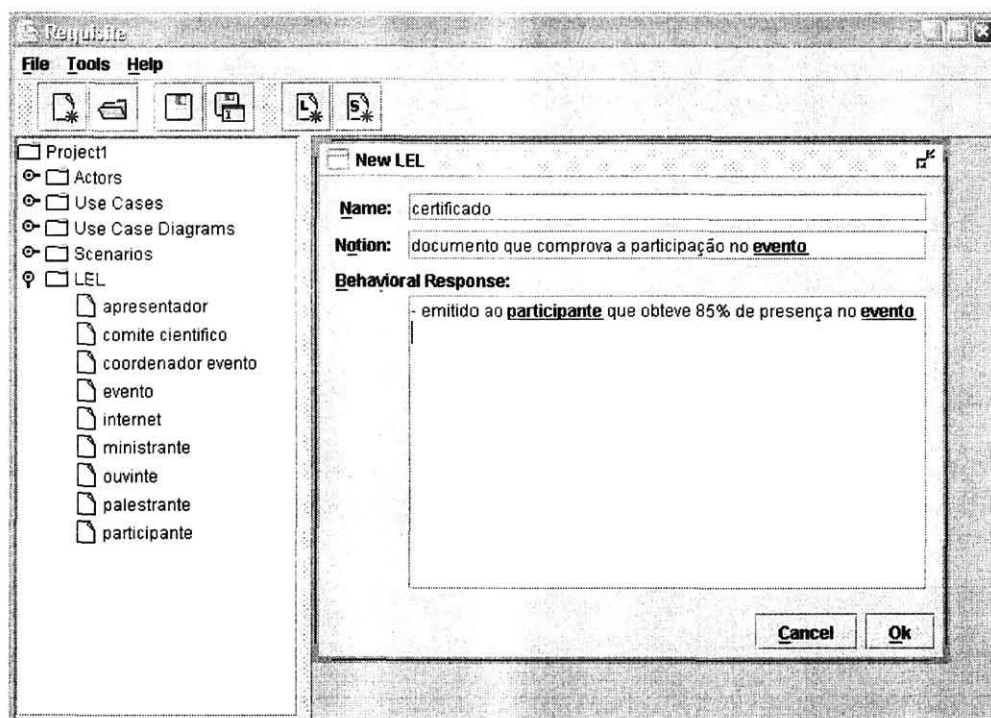 Requisite
File Tools Help
L S
Project1
Actors
Use Cases
Use Case Diagrams
Scenarios
LEL
apresentador
comite cientifico
coordenador evento
evento
internet
ministrante
ouvinte
palestrante
participante
New LEL
Name: certificado
Notion: documento que comprova a participação no evento
Behavioral Response:
- emitido ao participante que obteve 85% de presença no evento
Cancel Ok